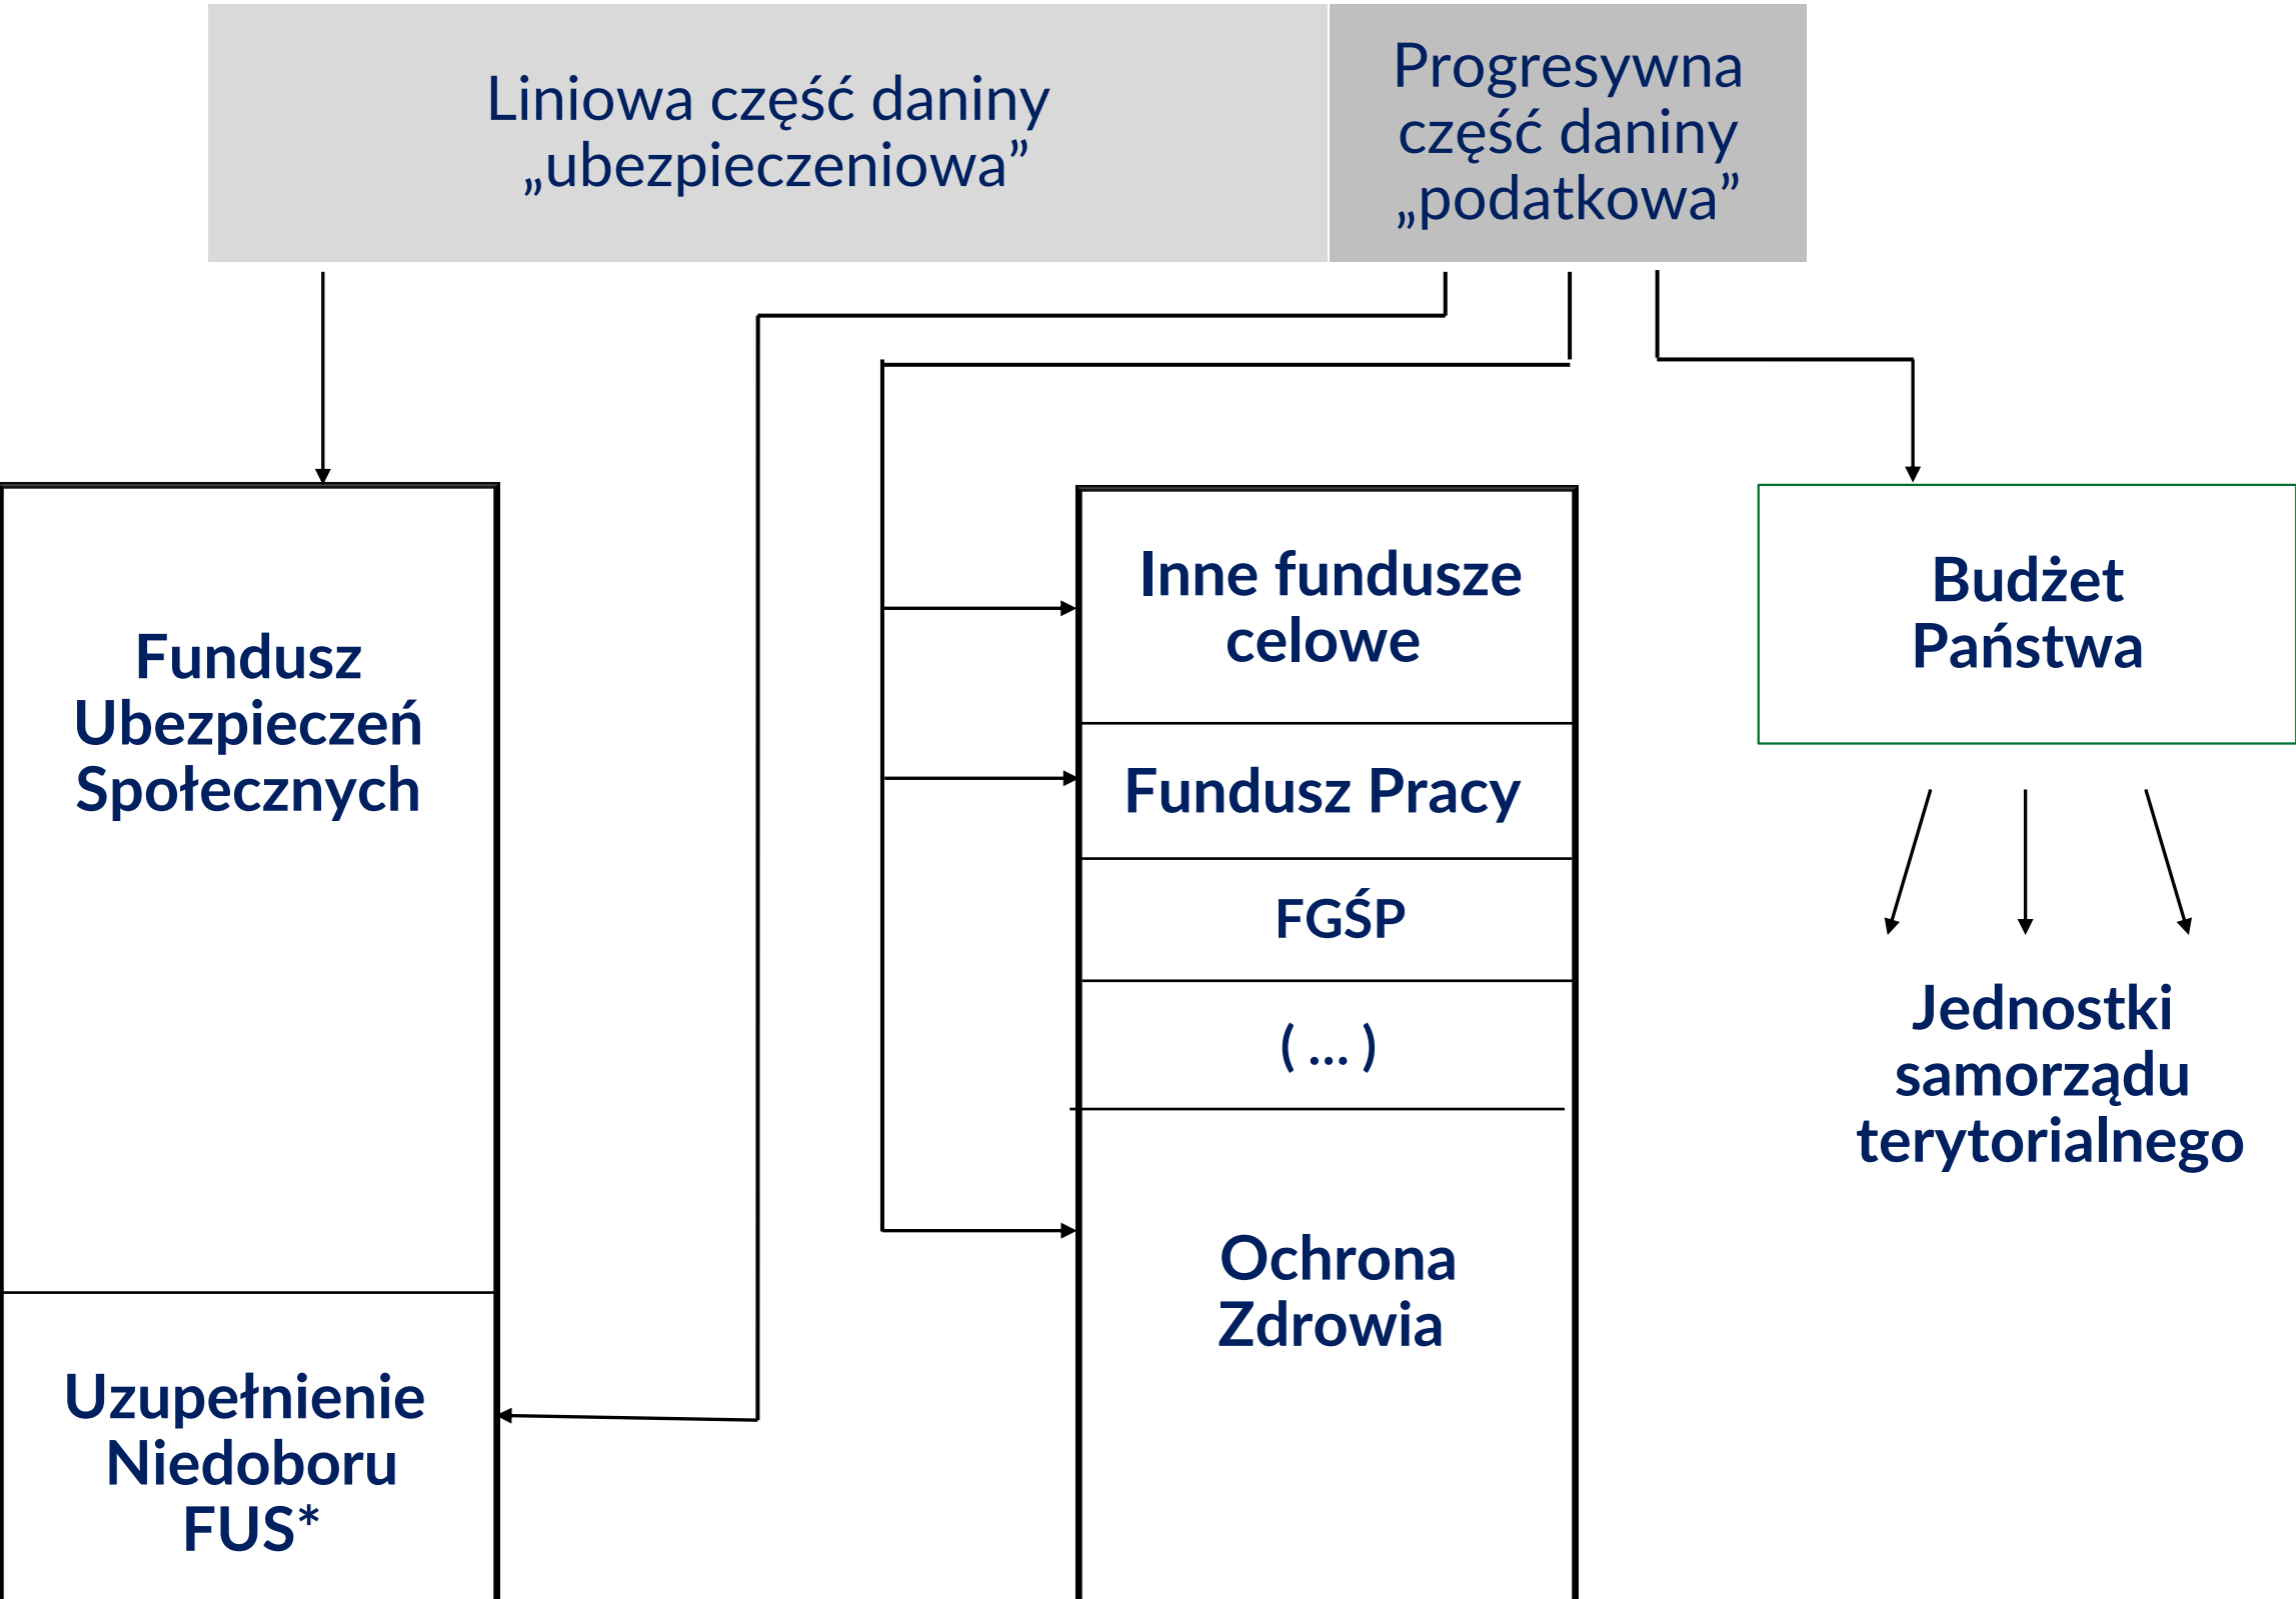 Liniowa część daniny
„ubezpieczeniowa”
Progresywna
część daniny
„podatkowa”
Fundusz
Ubezpieczeń
Społecznych
Uzupełnienie
Niedoboru
FUS*
Inne fundusze
celowe
Fundusz Pracy
FGŚP
( ... )
Ochrona
Zdrowia
Budżet
Państwa
Jednostki
samorządu
terytorialnego